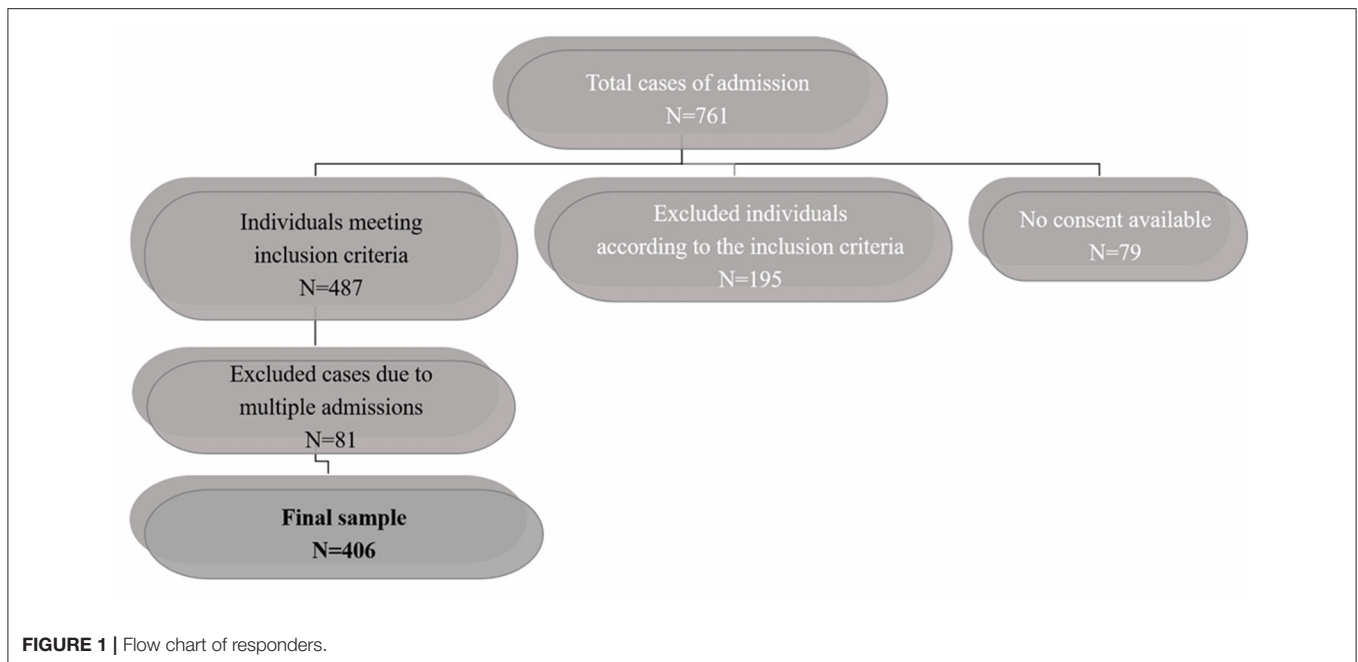 Total cases of admission
N=761
Individuals meeting
inclusion criteria
N=487
Excluded individuals
according to the inclusion criteria
N=195
No consent available
N=79
Excluded cases due to
multiple admissions
N=81
Final sample
N=406
FIGURE 1 | Flow chart of responders.